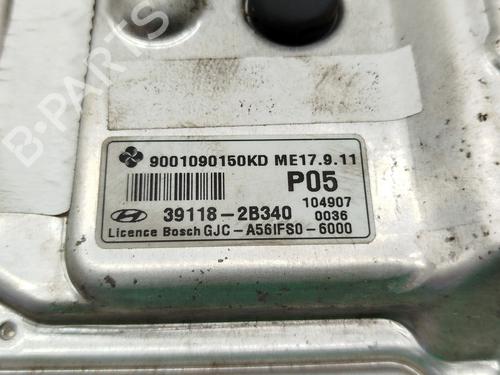 B-PARTS
9001090150KD ME17.9.11
P05
104907
39118-2B340 0036
Licence Bosch GJC-A56IFS0-6000